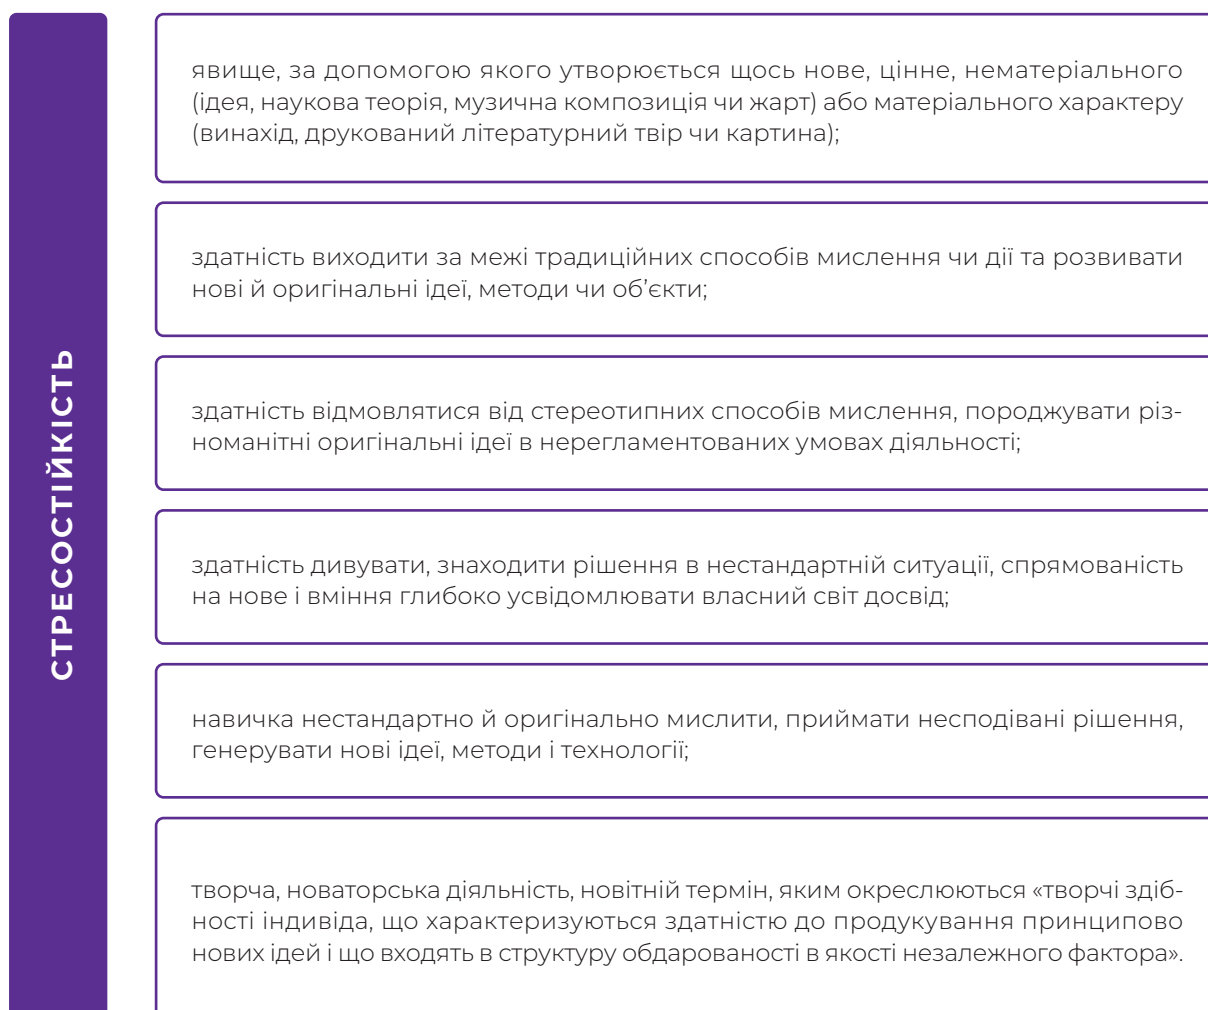 СТРЕСОСТІЙКІСТЬ
явище, за допомогою якого утворюється щось нове, цінне, нематеріального
(ідея, наукова теорія, музична композиція чи жарт) або матеріального характеру
(винахід, друкований літературний твір чи картина);
здатність виходити за межі традиційних способів мислення чи дії та розвивати
нові й оригінальні ідеї, методи чи об’єкти;
здатність відмовлятися від стереотипних способів мислення, породжувати різ-
номанітні оригінальні ідеї в нерегламентованих умовах діяльності;
здатність дивувати, знаходити рішення в нестандартній ситуації, спрямованість
на нове і вміння глибоко усвідомлювати власний світ досвід;
навичка нестандартно й оригінально мислити, приймати несподівані рішення,
генерувати нові ідеї, методи і технології;
творча, новаторська діяльність, новітній термін, яким окреслюються «творчі здіб-
ності індивіда, що характеризуються здатністю до продукування принципово
нових ідей і що входять в структуру обдарованості в якості незалежного фактора».